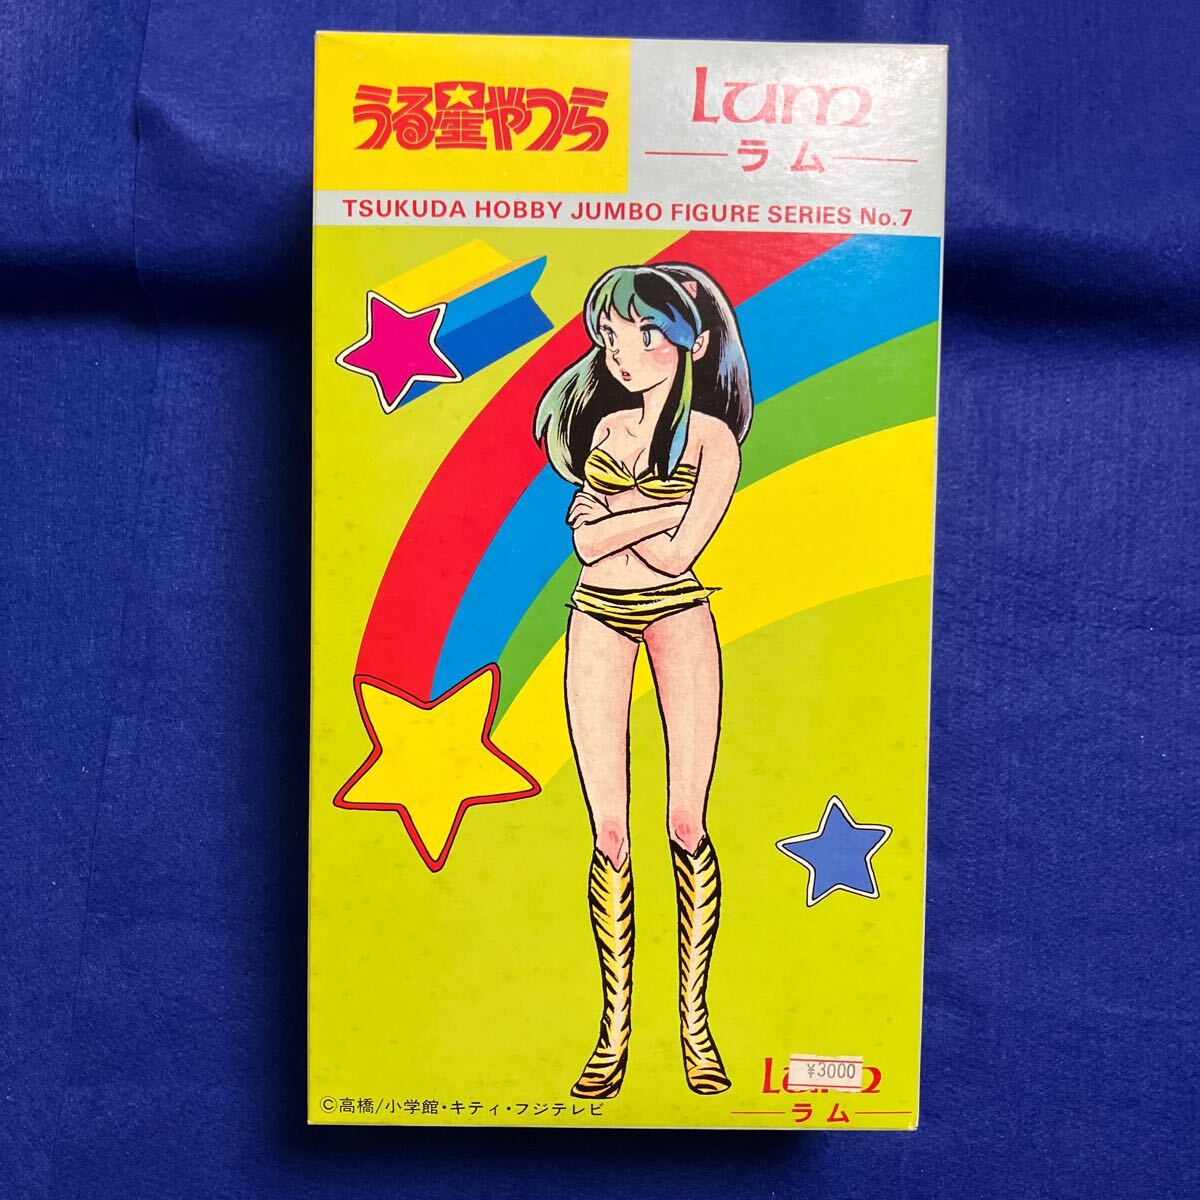 うる星やつら
Lum
ラム
TSUKUDA HOBBY JUMBO FIGURE SERIES No.7
¥3000
ラム
©高橋/小学館・キティ・フジテレビ